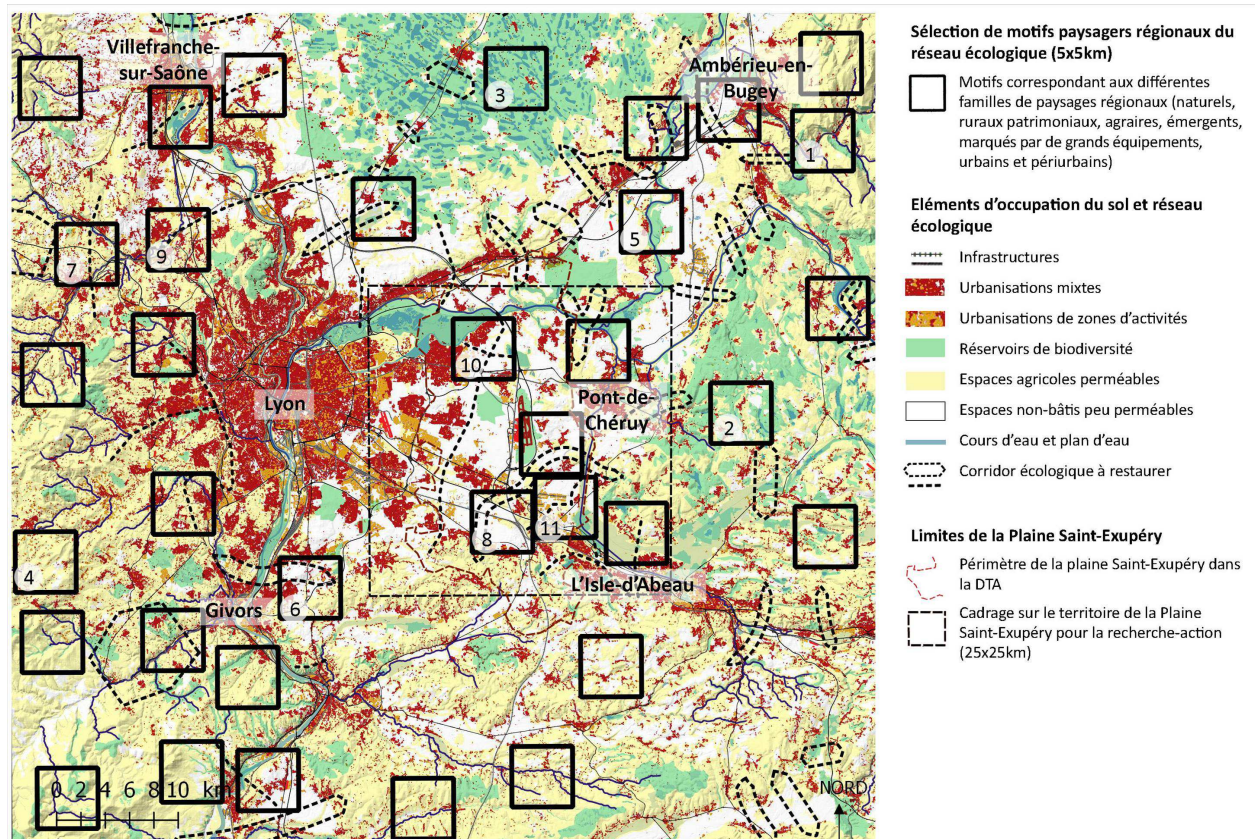 Villefranche-
sur-Saône
3
Ambérieu-en-
Bugey
1
5
9
7
10
Lyon
Pont-de-
Chéruy
2
8
11
4
L'Isle-d'Abeau
6
Givors
0 2 4 6 8 10 km
NORD
Sélection de motifs paysagers régionaux du
réseau écologique (5x5km)
Motifs correspondant aux différentes
familles de paysages régionaux (naturels,
ruraux patrimoniaux, agraires, émergents,
marqués par de grands équipements,
urbains et périurbains)
Eléments d'occupation du sol et réseau
écologique
Infrastructures
Urbanisations mixtes
Urbanisations de zones d'activités
Réservoirs de biodiversité
Espaces agricoles perméables
Espaces non-bâtis peu perméables
Cours d'eau et plan d'eau
Corridor écologique à restaurer
Limites de la Plaine Saint-Exupéry
Périmètre de la plaine Saint-Exupéry dans
la DTA
Cadrage sur le territoire de la Plaine
Saint-Exupéry pour la recherche-action
(25x25km)